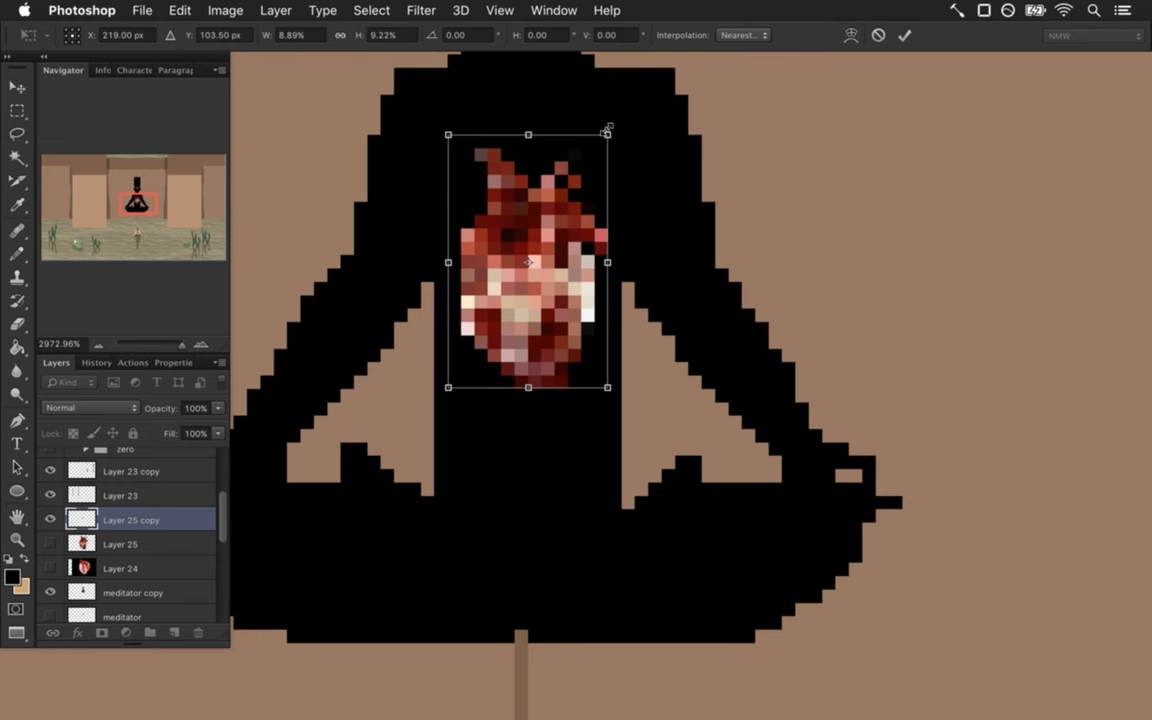 Photoshop File Edit Image Layer Type Select Filter 3D View Window Help
X: 219.00 px Y: 103.50 px W: 8.89% H: 9.22% 0.00 ° H: 0.00 ° V: 0.00 ° Interpolation: Nearest... NMW
Navigator Info Characte Paragrap
2972.96%
Layers History Actions Propertie
Kind
Normal Opacity: 100%
Lock: Fill: 100%
zero
Layer 23 copy
Layer 23
Layer 25 copy
Layer 25
Layer 24
meditator copy
meditator